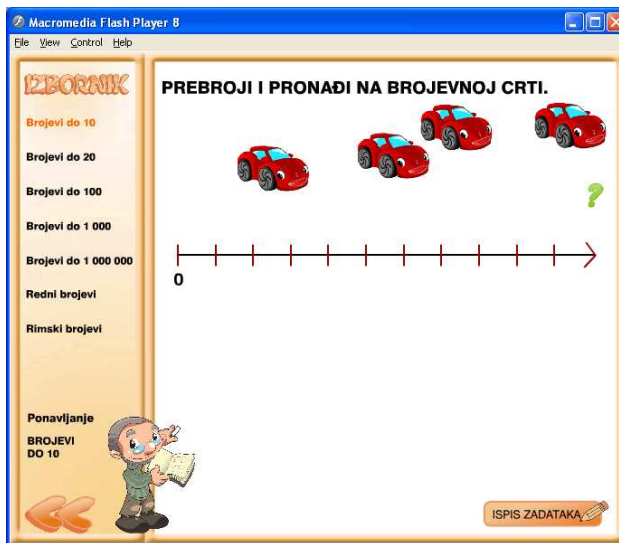 Macromedia Flash Player 8
File View Control Help
IZBORNIK
Brojevi do 10
Brojevi do 20
Brojevi do 100
Brojevi do 1 000
Brojevi do 1 000 000
Redni brojevi
Rimski brojevi
Ponavljanje
BROJEVI
DO 10
PREBROJI I PRONAĐI NA BROJEVNOJ CRTI.
?
0
ISPIS ZADATAKA